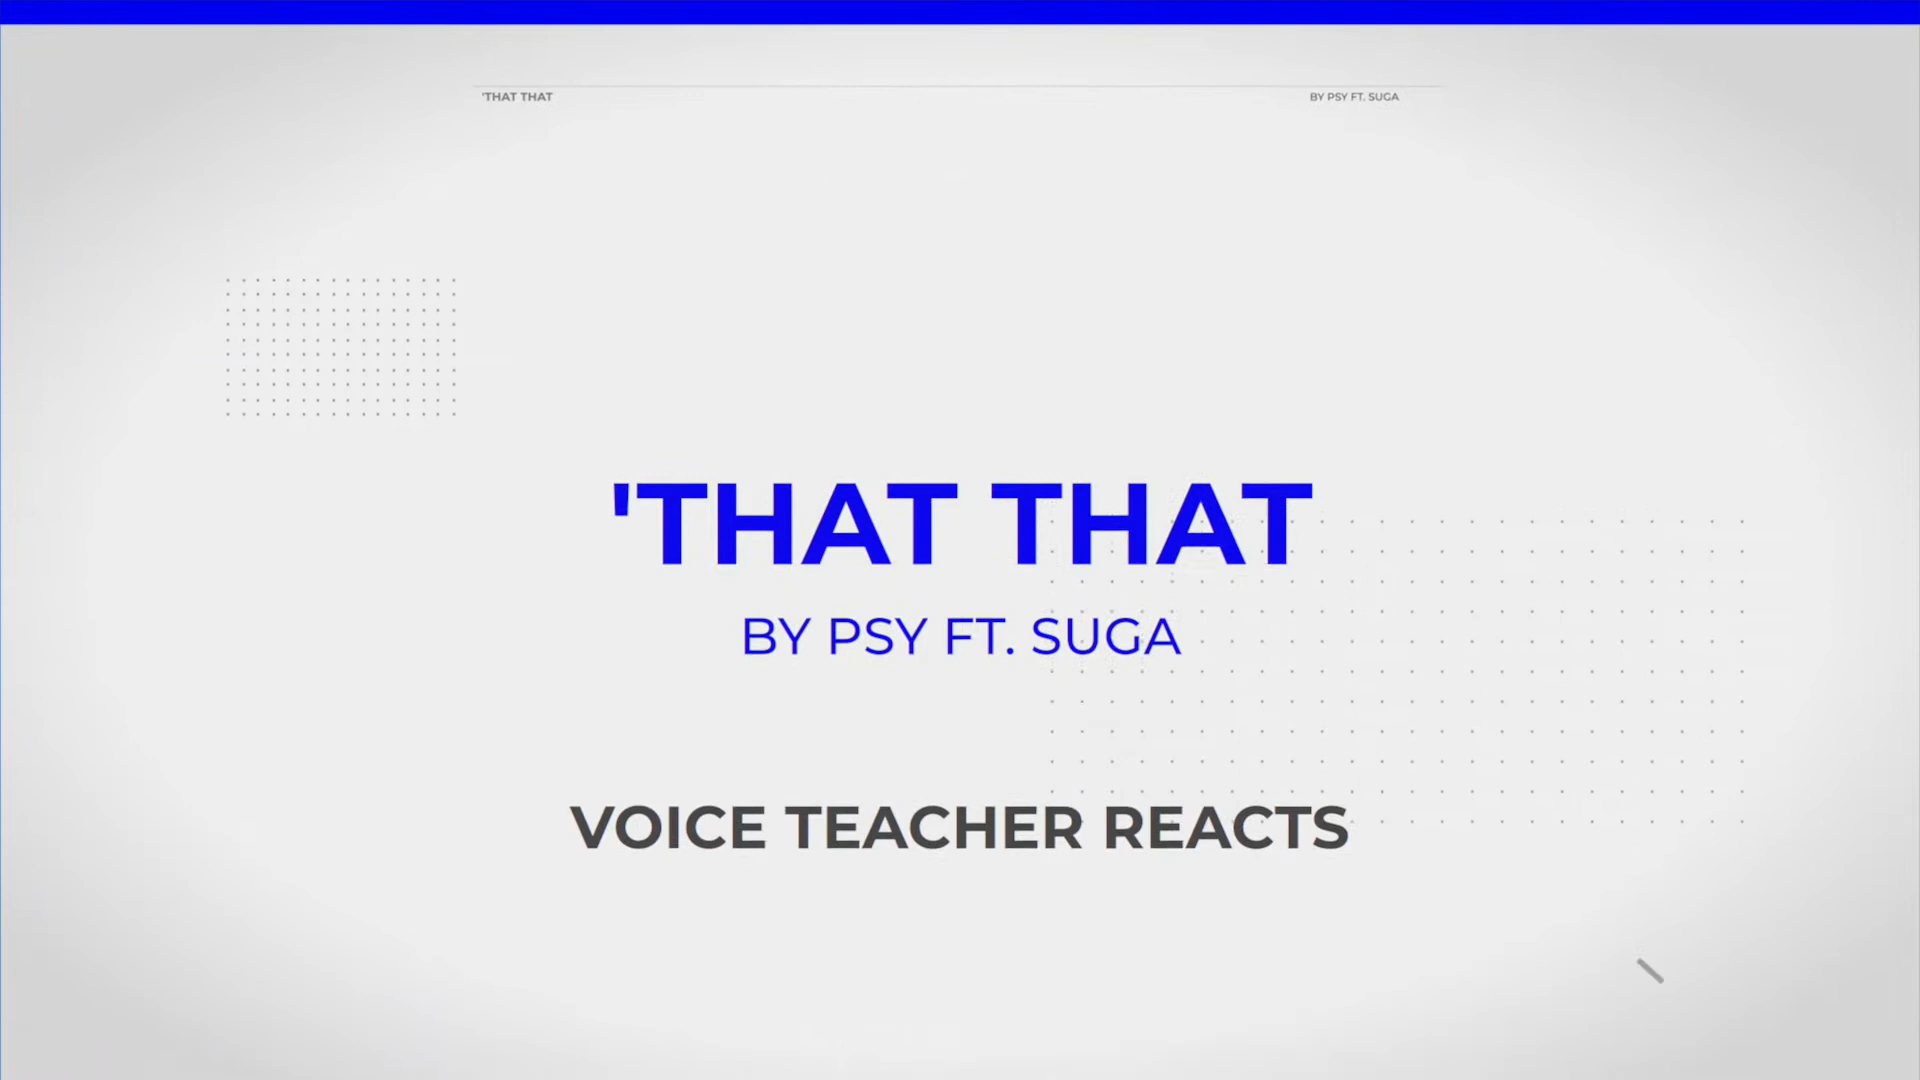 'THAT THAT
BY PSY FT. SUGA
'THAT THAT
BY PSY FT. SUGA
VOICE TEACHER REACTS